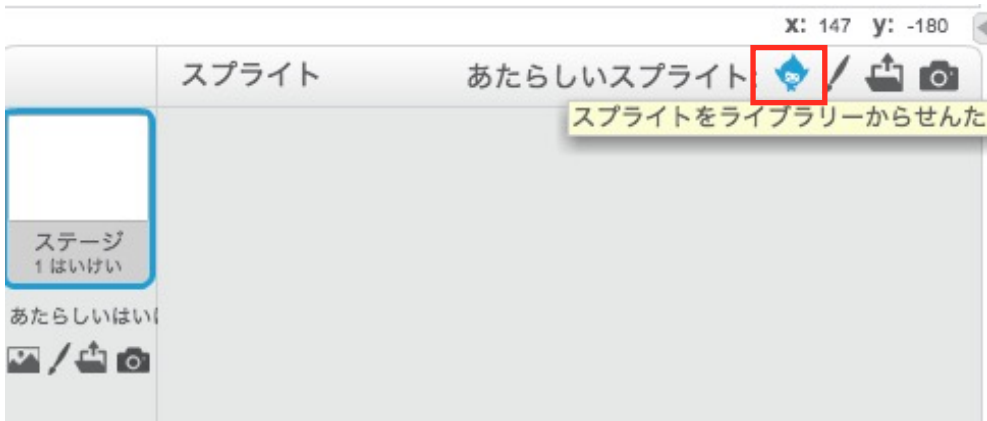 x: 147 y: -180
スプライト あたらしいスプライト:
スプライトをライブラリーからせんた
ステージ
1 はいけい
あたらしいはい